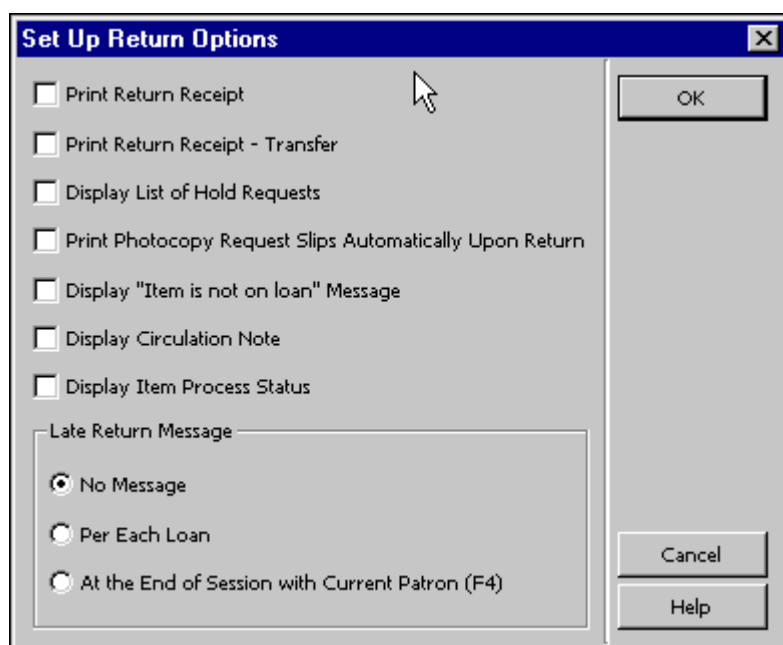 Set Up Return Options
Print Return Receipt
Print Return Receipt - Transfer
Display List of Hold Requests
Print Photocopy Request Slips Automatically Upon Return
Display "Item is not on loan" Message
Display Circulation Note
Display Item Process Status
Late Return Message
No Message
Per Each Loan
At the End of Session with Current Patron (F4)
OK
Cancel
Help